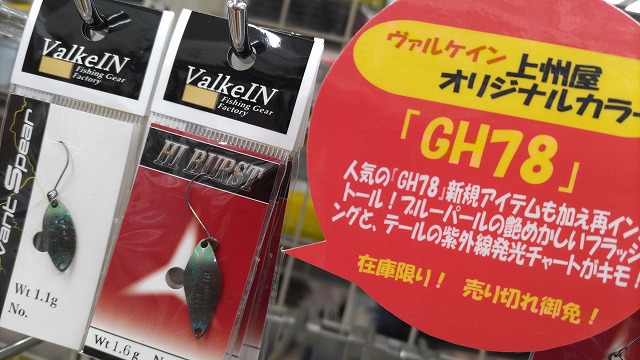 ValkeIN
Fishing Gear
Factory
vant Spear
Wt 1.1g
No.
ValkeIN
Fishing Gear
Factory
HI BURST
Wt 1.6g
ヴァルケイン 上州屋
オリジナルカラー
「GH78」
人気の『GH78』新規アイテムも加え再イン
トール!ブルーパールの艶めかしいフラッシ
ングと、テールの紫外線発光チャートがキモ!
在庫限り! 売り切れ御免!